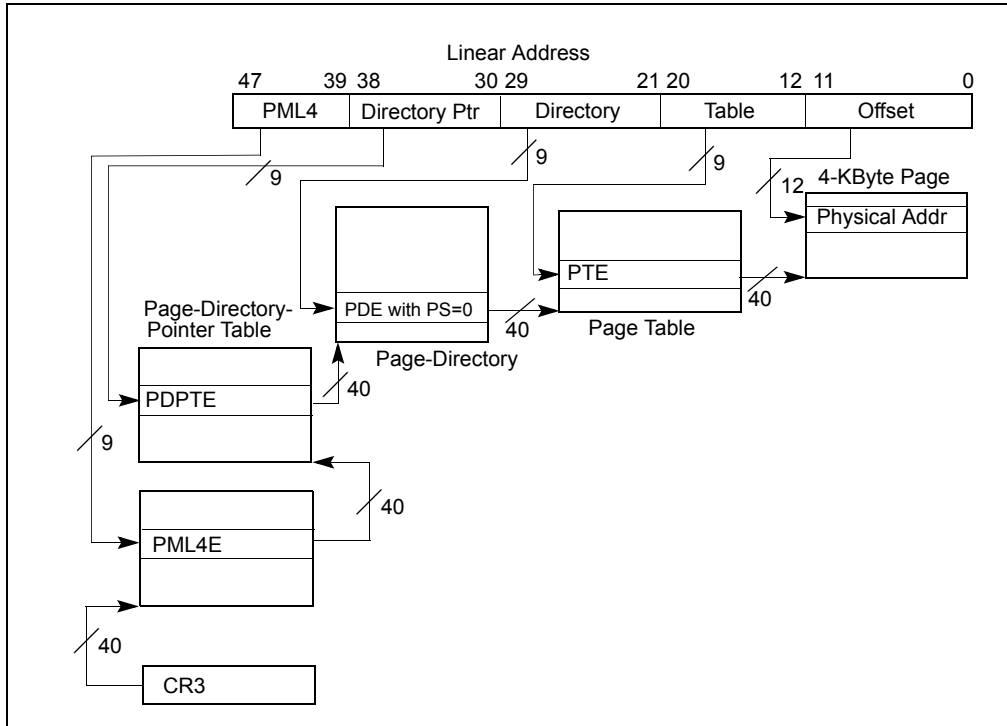 Linear Address
47 39 38 30 29 21 20 12 11 0
PML4 Directory Ptr Directory Table Offset
9 9 9 12 4-KByte Page
Physical Addr
PTE
40
PDE with PS=0 40
Page Table
Page-Directory-
Pointer Table
Page-Directory
40
PDPTE
9
40
PML4E
40
CR3